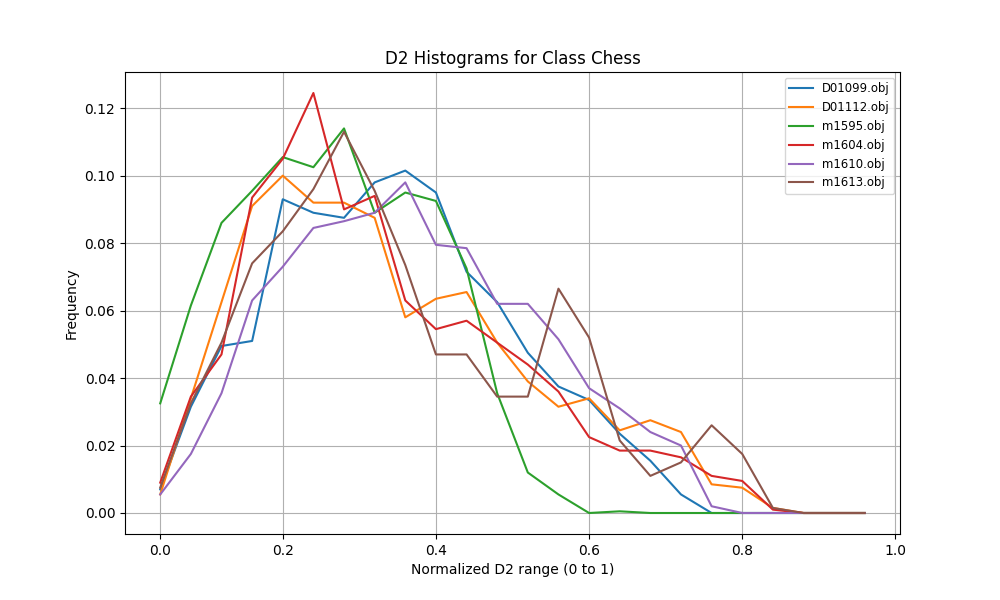 D2 Histograms for Class Chess
D01099.obj
D01112.obj
m1595.obj
m1604.obj
m1610.obj
m1613.obj
Frequency
0.12
0.10
0.08
0.06
0.04
0.02
0.00
0.0 0.2 0.4 0.6 0.8 1.0
Normalized D2 range (0 to 1)